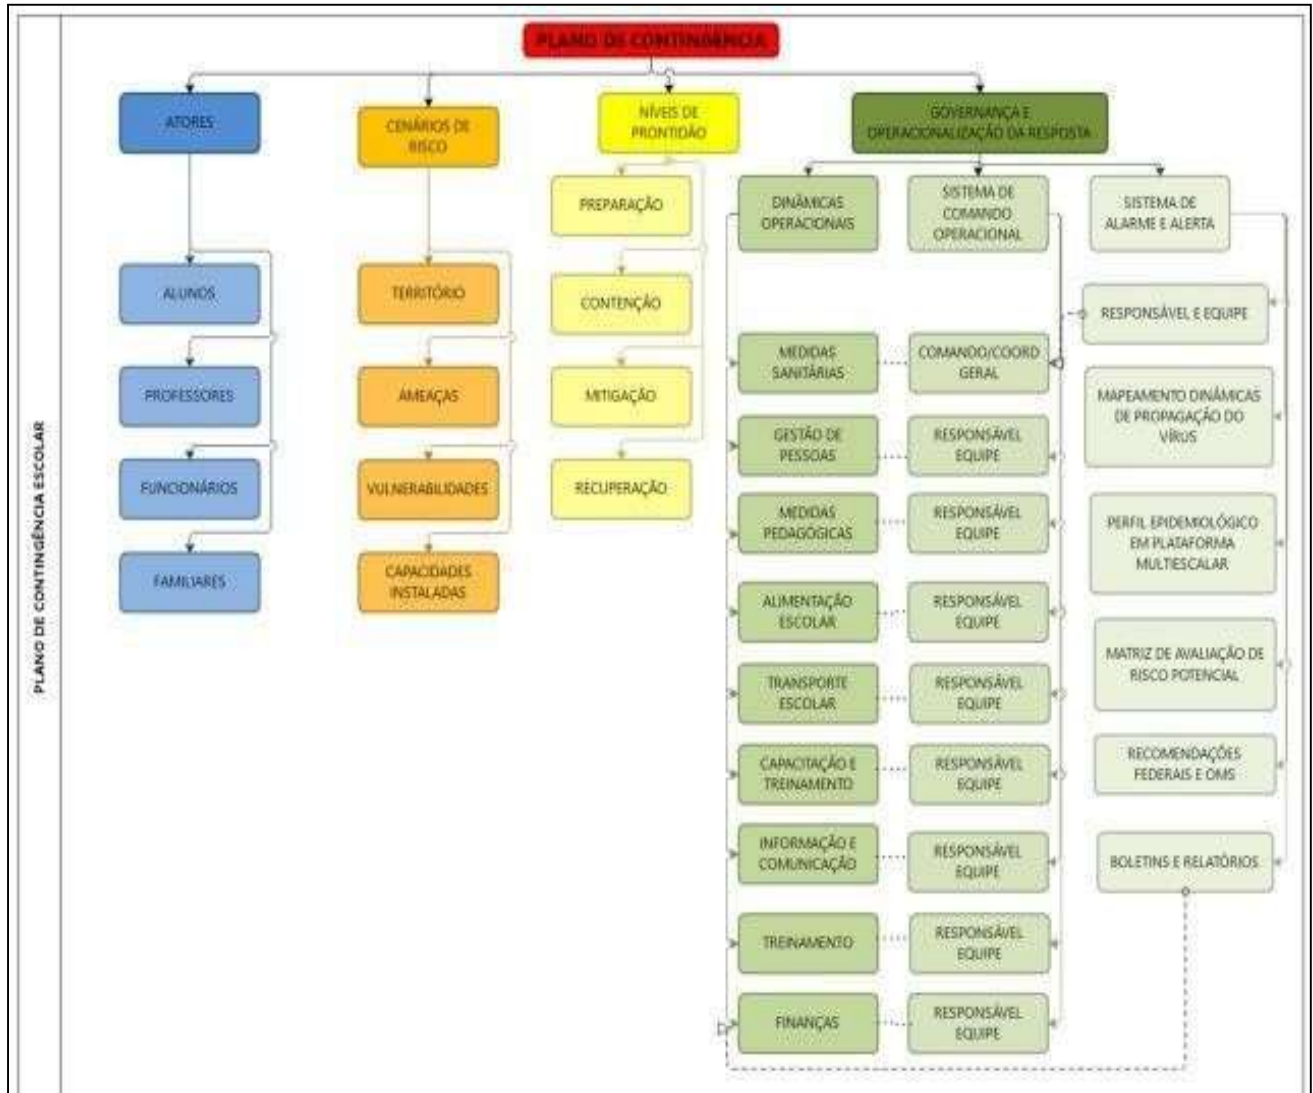 PLANO DE CONTINGÊNCIA ESCOLAR
PLANO DE CONTINGÊNCIA
ATORES
ALUNOS
PROFESSORES
FUNCIONÁRIOS
FAMILIARES
CENÁRIOS DE
RISCO
TERRITÓRIO
AMEAÇAS
VULNERABILIDADES
CAPACIDADES
INSTALADAS
NÍVEIS DE
PRONTIDÃO
PREPARAÇÃO
CONTENÇÃO
MITIGAÇÃO
RECUPERAÇÃO
GOVERNANÇA E
OPERACIONALIZAÇÃO DA RESPOSTA
DINÂMICAS
OPERACIONAIS
MEDIDAS
SANITÁRIAS
GESTÃO DE
PESSOAS
MEDIDAS
PEDAGÓGICAS
ALIMENTAÇÃO
ESCOLAR
TRANSPORTE
ESCOLAR
CAPACITAÇÃO E
TREINAMENTO
INFORMAÇÃO E
COMUNICAÇÃO
TREINAMENTO
FINANÇAS
SISTEMA DE
COMANDO
OPERACIONAL
COMANDO/COORD
GERAL
RESPONSÁVEL
EQUIPE
RESPONSÁVEL
EQUIPE
RESPONSÁVEL
EQUIPE
RESPONSÁVEL
EQUIPE
RESPONSÁVEL
EQUIPE
RESPONSÁVEL
EQUIPE
RESPONSÁVEL
EQUIPE
RESPONSÁVEL
EQUIPE
SISTEMA DE
ALARME E ALERTA
RESPONSÁVEL E EQUIPE
MAPEAMENTO DINÂMICAS
DE PROPAGAÇÃO DO
VÍRUS
PERFIL EPIDEMIOLÓGICO
EM PLATAFORMA
MULTIESCALAR
MATRIZ DE AVALIAÇÃO DE
RISCO POTENCIAL
RECOMENDAÇÕES
FEDERAIS E OMS
BOLETINS E RELATÓRIOS